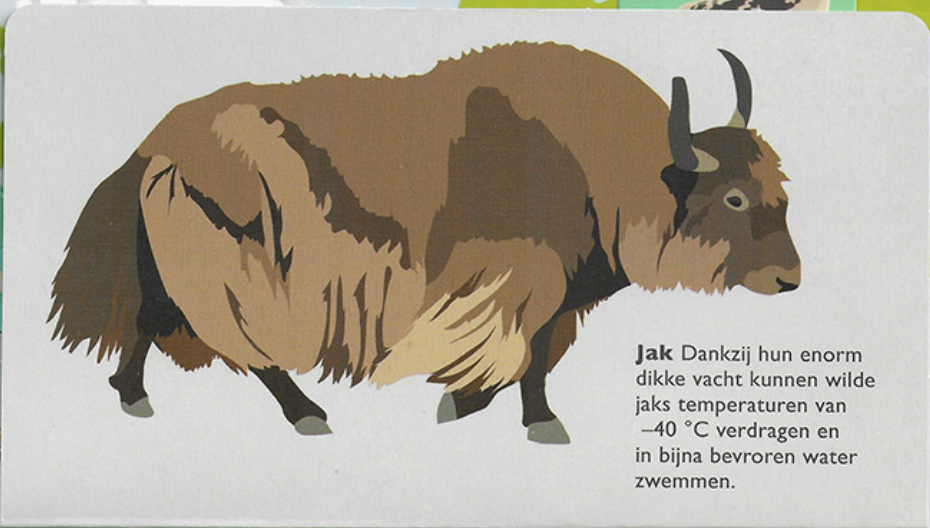 Jak Dankzij hun enorm
dikke vacht kunnen wilde
jaks temperaturen van
–40 °C verdragen en
in bijna bevroren water
zwemmen.